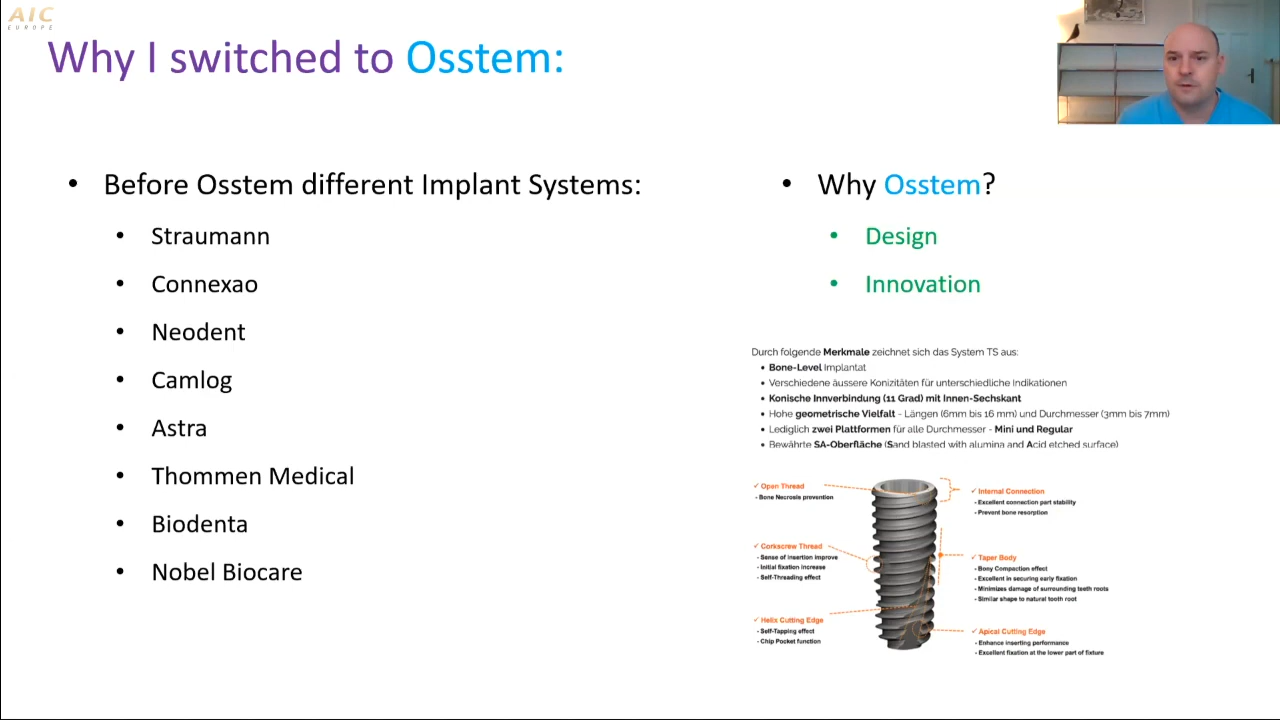 AIC
EUROPE
Why I switched to Osstem:
• Before Osstem different Implant Systems:
• Straumann
• Connexao
• Neodent
• Camlog
• Astra
• Thommen Medical
• Biodenta
• Nobel Biocare
• Why Osstem?
• Design
• Innovation
Durch folgende Merkmale zeichnet sich das System TS aus:
• Bone-Level Implantat
• Verschiedene äussere Konizitäten für unterschiedliche Indikationen
• Konische Innverbindung (11 Grad) mit Innen-Sechskant
• Hohe geometrische Vielfalt - Längen (6mm bis 16 mm) und Durchmesser (3mm bis 7mm)
• Lediglich zwei Plattformen für alle Durchmesser - Mini und Regular
• Bewährte SA-Oberfläche (Sand blasted with alumina and Acid etched surface)
✓ Open Thread
- Bone Necrosis prevention
✓ Corkscrew Thread
- Sense of insertion improve
- Initial fixation increase
- Self-Threading effect
✓ Helix Cutting Edge
- Self-Tapping effect
- Chip Pocket function
✓ Internal Connection
- Excellent connection part stability
- Prevent bone resorption
✓ Taper Body
- Bony Compaction effect
- Excellent in securing early fixation
- Minimizes damage of surrounding teeth roots
- Similar shape to natural tooth root
✓ Apical Cutting Edge
- Enhance inserting performance
- Excellent fixation at the lower part of fixture